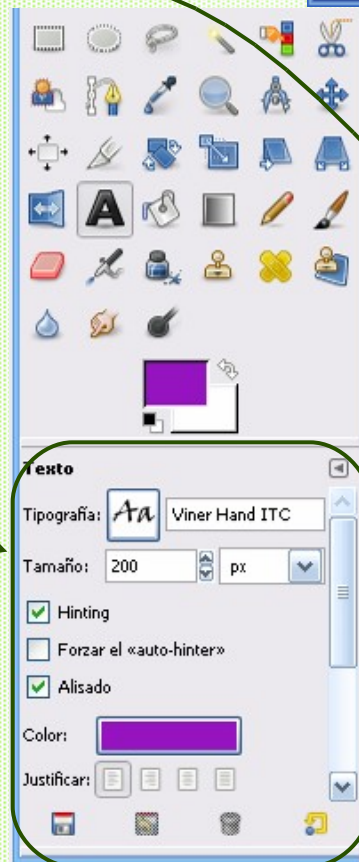 Texto
Tipografía: Aa Viner Hand ITC
Tamaño: 200 px
Hinting
Forzar el «auto-hinter»
Alisado
Color:
Justificar: